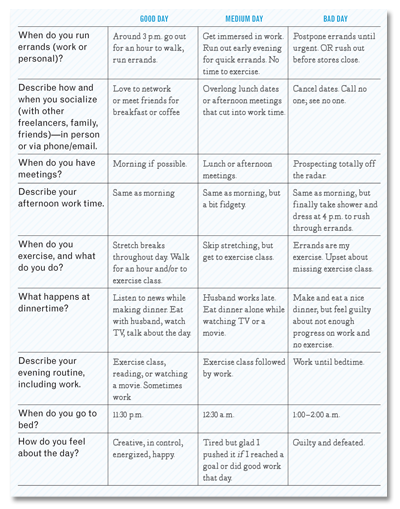 GOOD DAY MEDIUM DAY BAD DAY
When do you run
errands (work or
personal)?
Around 3 p.m. go out
for an hour to walk,
run errands.
Get immersed in work.
Run out early evening
for quick errands. No
time to exercise.
Postpone errands until
urgent. OR rush out
before stores close.
Describe how and
when you socialize
(with other
freelancers, family,
friends)—in person
or via phone/email.
Love to network
or meet friends for
breakfast or coffee
Overlong lunch dates
or afternoon meetings
that cut into work time.
Cancel dates. Call no
one, see no one.
When do you have
meetings?
Morning if possible.
Lunch or afternoon
meetings.
Prospecting totally off
the radar.
Describe your
afternoon work time.
Same as morning
Same as morning, but
a bit fidgety.
Same as morning, but
finally take shower and
dress at 4 p.m. to rush
through errands.
When do you
exercise, and what
do you do?
Stretch breaks
throughout day. Walk
for an hour and/or to
exercise class.
Skip stretching, but
get to exercise class.
Errands are my
exercise. Upset about
missing exercise class.
What happens at
dinnertime?
Listen to news while
making dinner. Eat
with husband, watch
TV, talk about the day.
Husband works late.
Eat dinner alone while
watching TV or a
movie.
Make and eat a nice
dinner, but feel guilty
about not enough
progress on work and
no exercise.
Describe your
evening routine,
including work.
Exercise class,
reading, or watching
a movie. Sometimes
work
Exercise class followed
by work.
Work until bedtime.
When do you go to
bed?
11:30 p.m.
12:30 a.m.
1:00–2:00 a.m.
How do you feel
about the day?
Creative, in control,
energized, happy.
Tired but glad I
pushed it if I reached a
goal or did good work
that day.
Guilty and defeated.